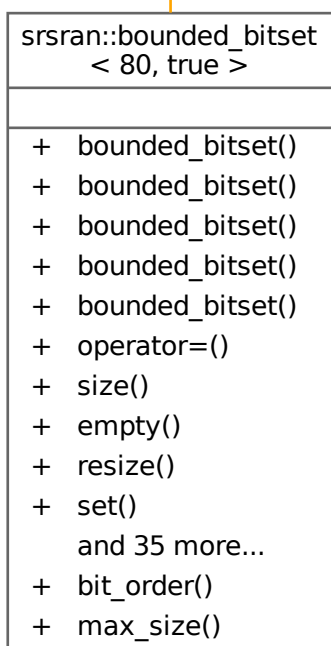 srsran::bounded_bitset
< 80, true >
+ bounded_bitset()
+ bounded_bitset()
+ bounded_bitset()
+ bounded_bitset()
+ bounded_bitset()
+ operator=()
+ size()
+ empty()
+ resize()
+ set()
and 35 more...
+ bit_order()
+ max_size()